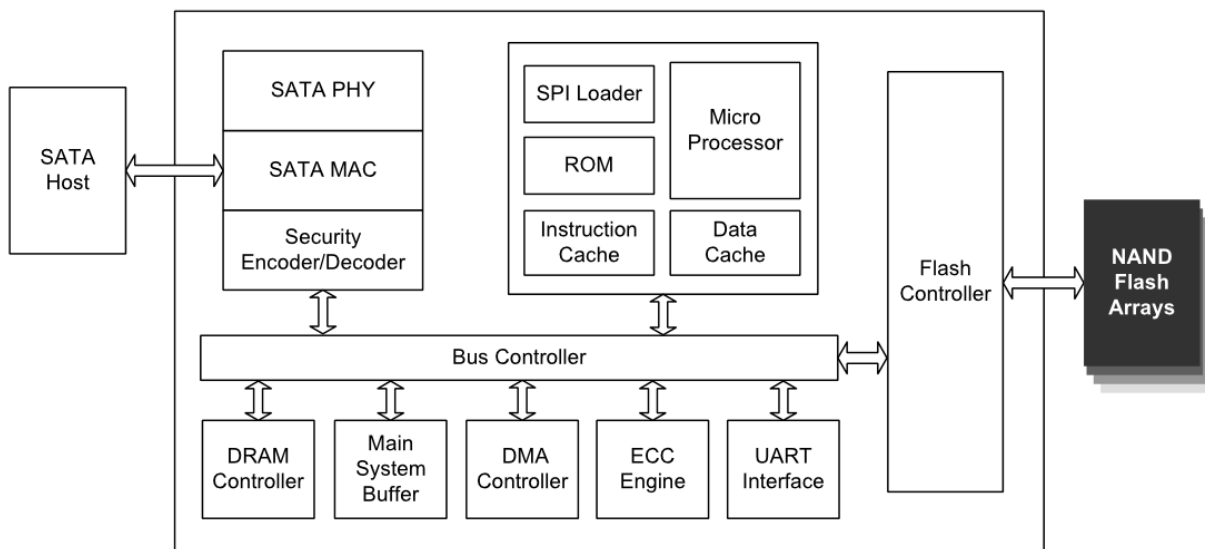 SATA
Host
SATA PHY
SATA MAC
Security
Encoder/Decoder
SPI Loader
ROM
Instruction
Cache
Micro
Processor
Data
Cache
Flash
Controller
NAND
Flash
Arrays
Bus Controller
DRAM
Controller
Main
System
Buffer
DMA
Controller
ECC
Engine
UART
Interface